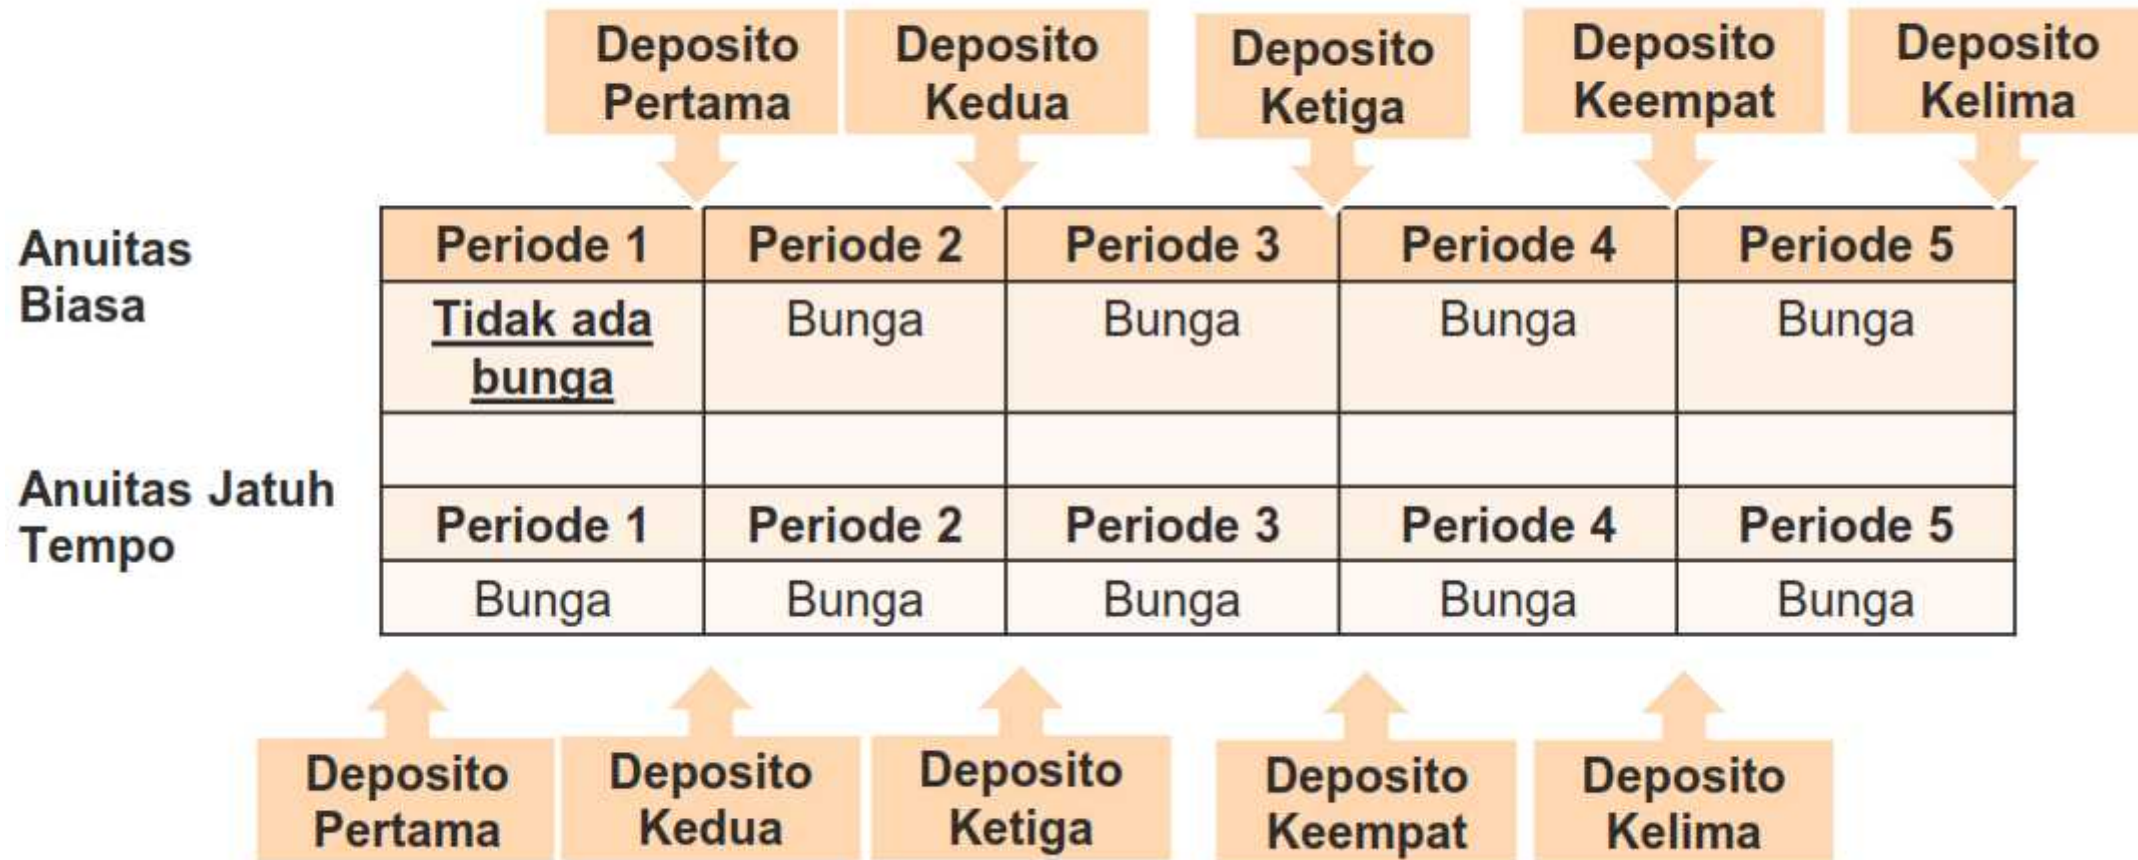 Deposito
Pertama
Deposito
Kedua
Deposito
Ketiga
Deposito
Keempat
Deposito
Kelima
Anuitas
Biasa
Periode 1 Periode 2 Periode 3 Periode 4 Periode 5
Tidak ada Bunga Bunga Bunga Bunga
bunga
Anuitas Jatuh
Tempo
Periode 1 Periode 2 Periode 3 Periode 4 Periode 5
Bunga Bunga Bunga Bunga Bunga
Deposito
Pertama
Deposito
Kedua
Deposito
Ketiga
Deposito
Keempat
Deposito
Kelima